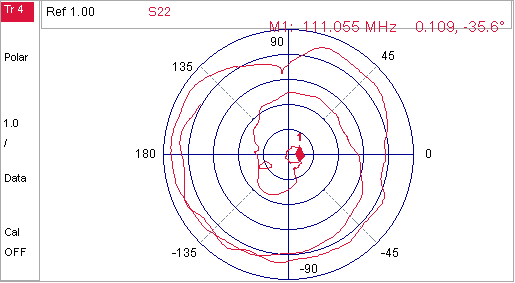 Tr 4
Ref 1.00 S22
M1: 111.055 MHz 0.109, -35.6°
Polar
1.0
/
Data
Cal
OFF
90
135 45
1
180 0
-135 -45
-90